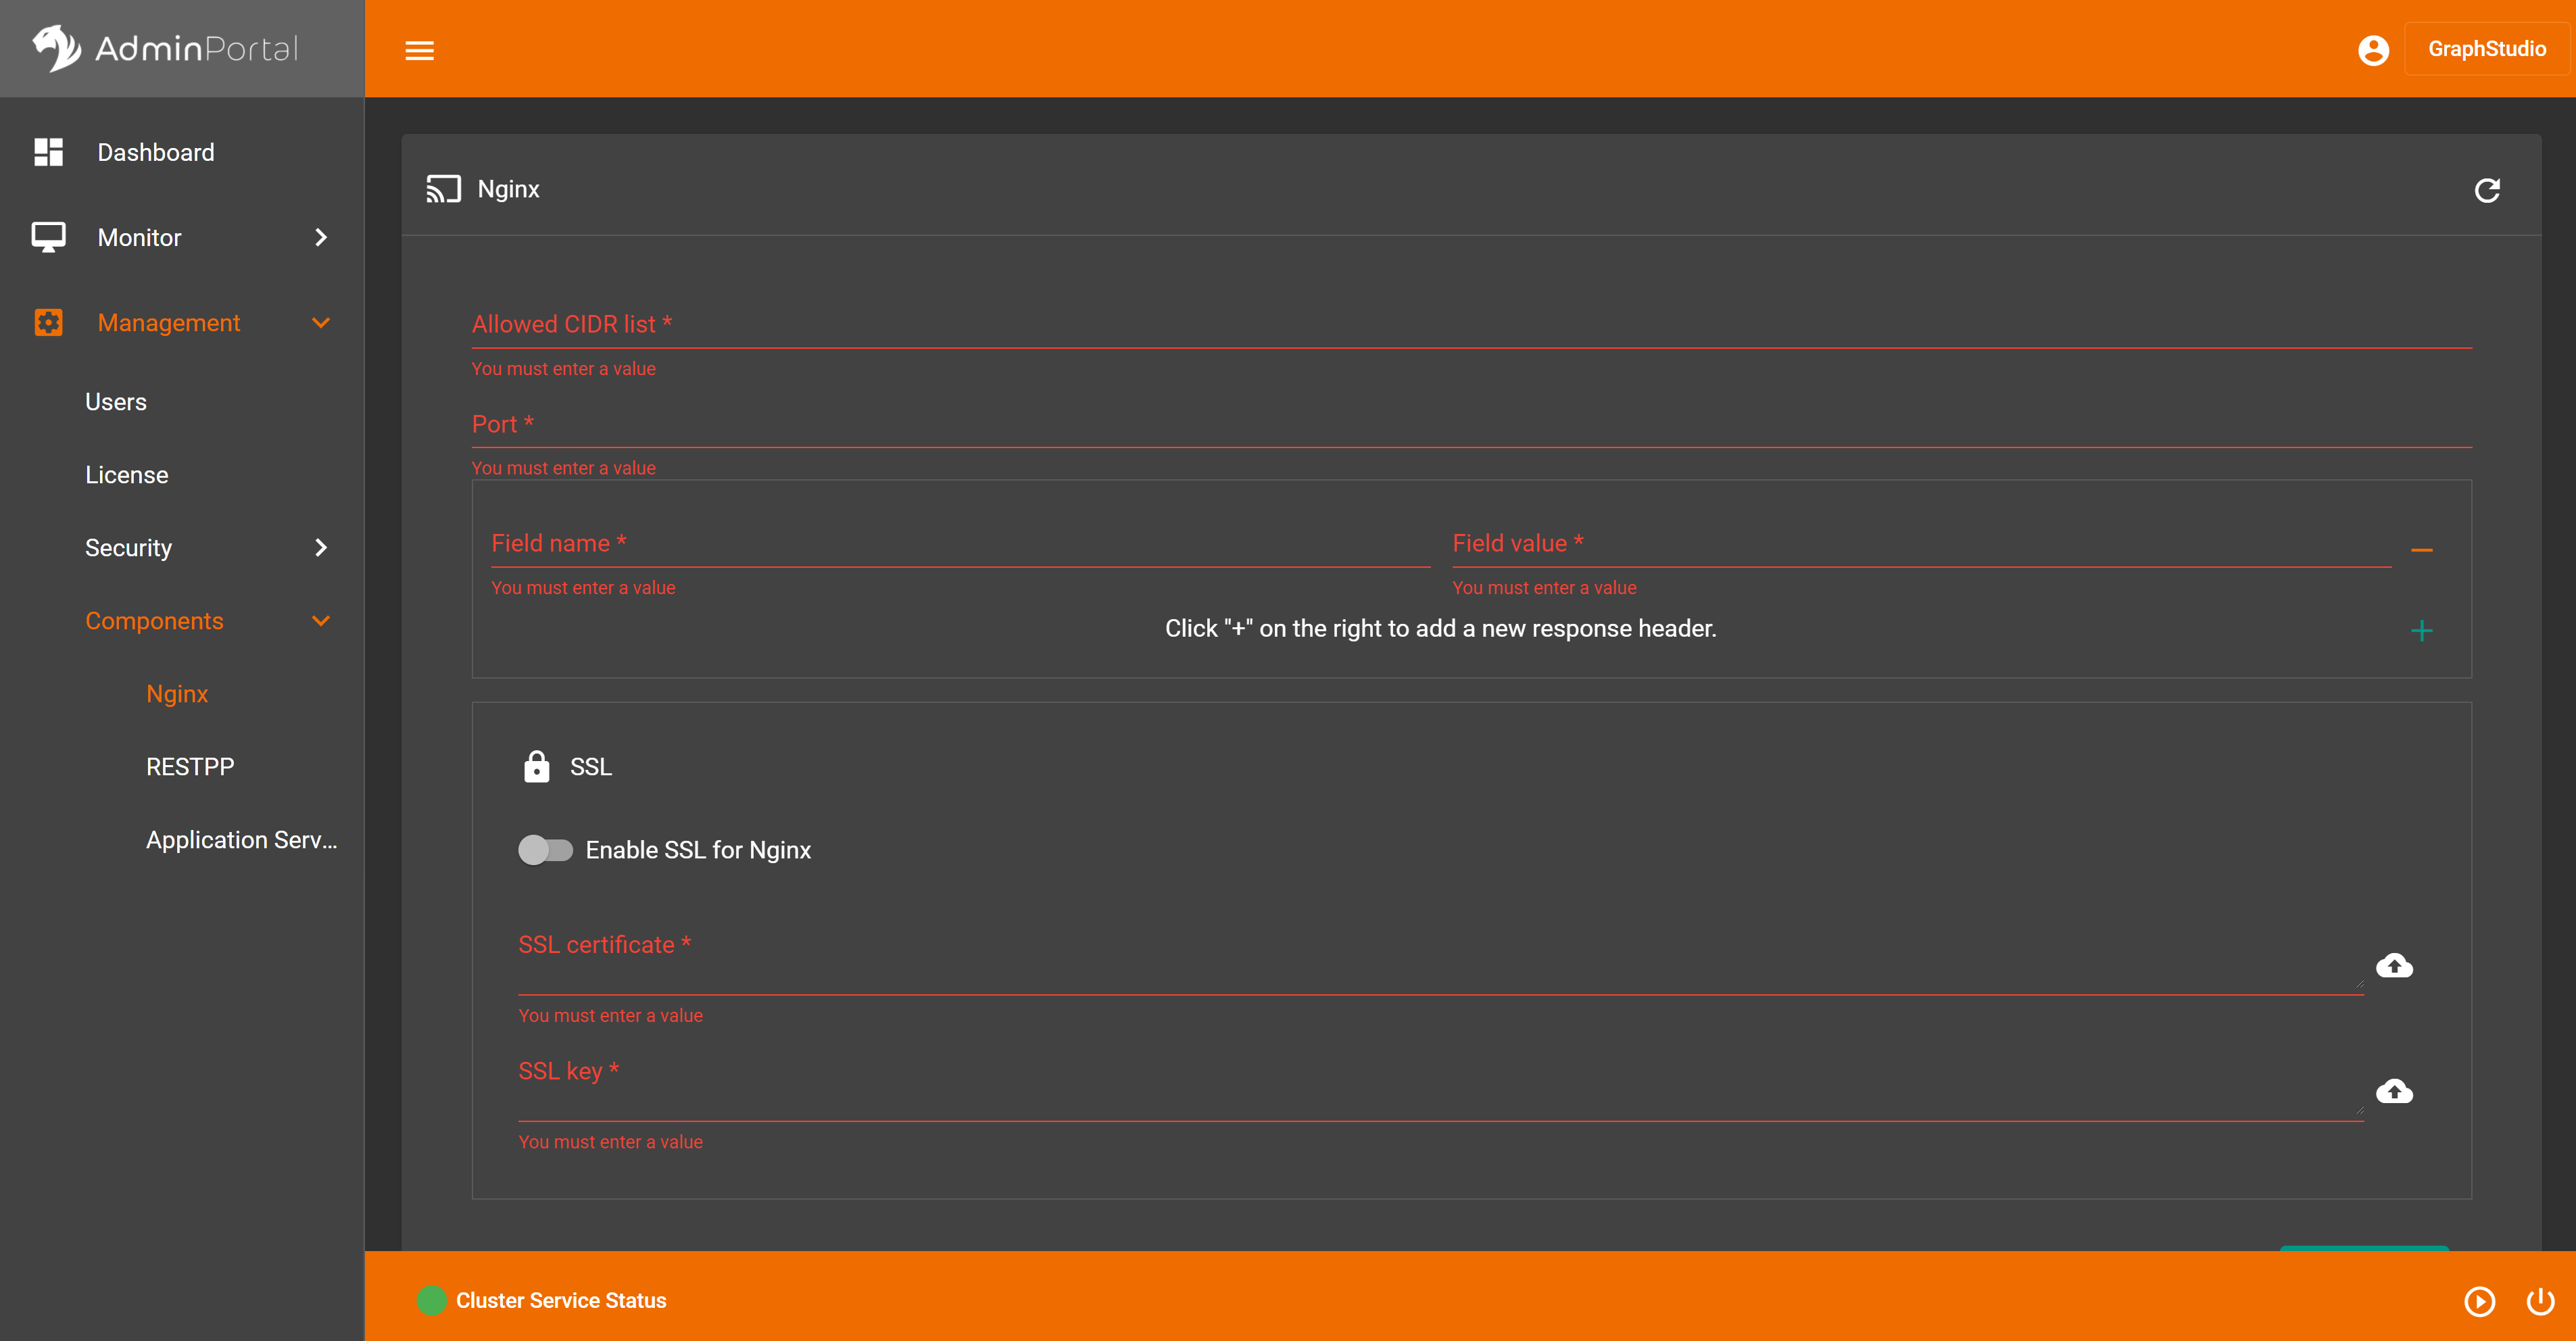 AdminPortal
GraphStudio
Dashboard
Monitor
Management
Users
License
Security
Components
Nginx
RESTPP
Application Serv...
Nginx
Allowed CIDR list *
You must enter a value
Port *
You must enter a value
Field name *
Field value *
You must enter a value
You must enter a value
Click "+" on the right to add a new response header.
SSL
Enable SSL for Nginx
SSL certificate *
You must enter a value
SSL key *
You must enter a value
Cluster Service Status